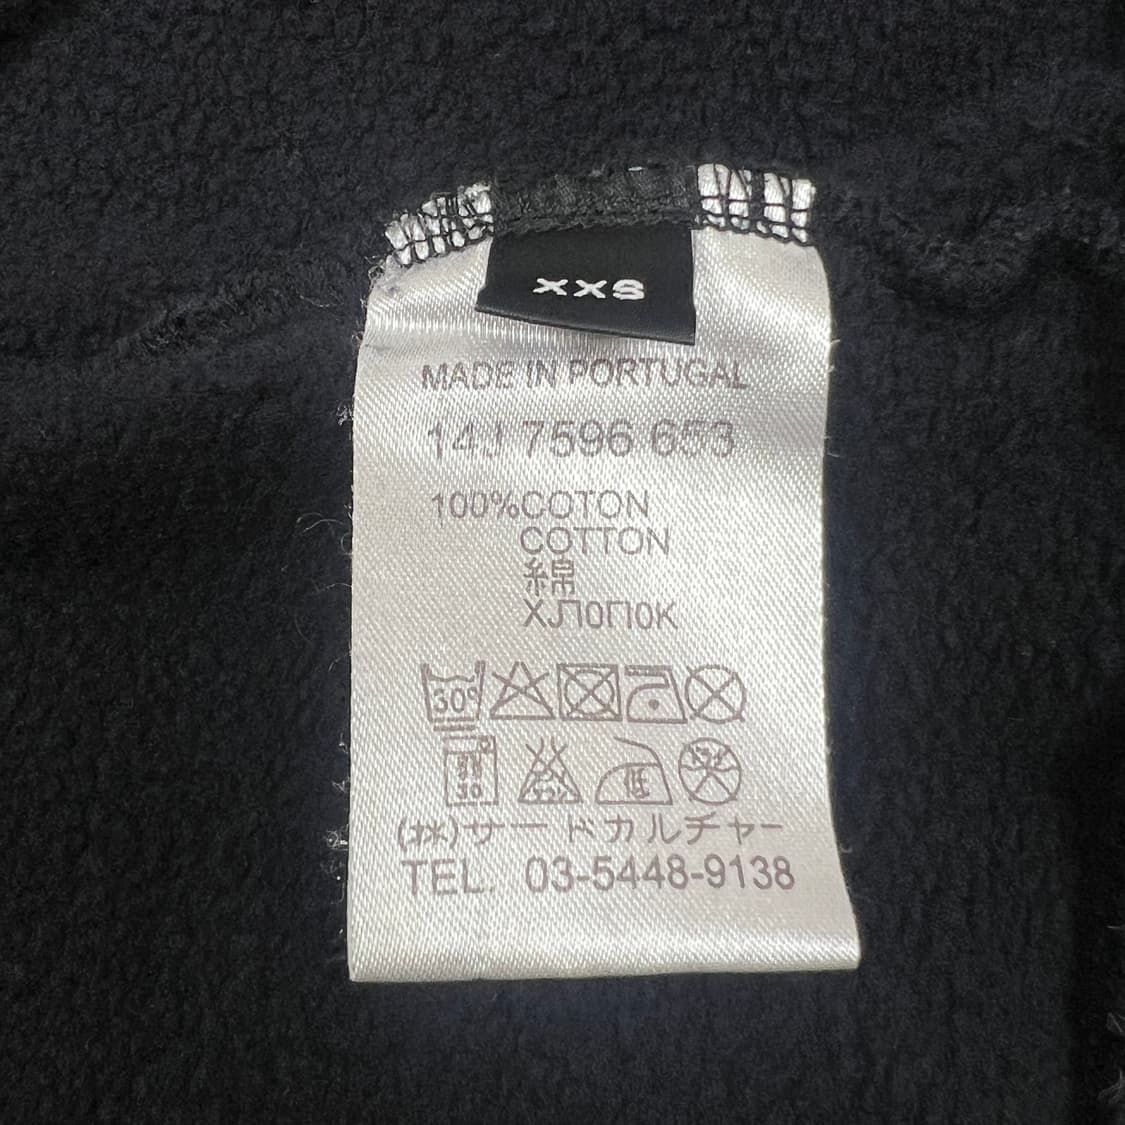 XXS
MADE IN PORTUGAL
14J 7596 653
100%COTON
COTTON
綿
ХЛОПОК
30°
30
(株)サードカルチャー
TEL. 03-5448-9138